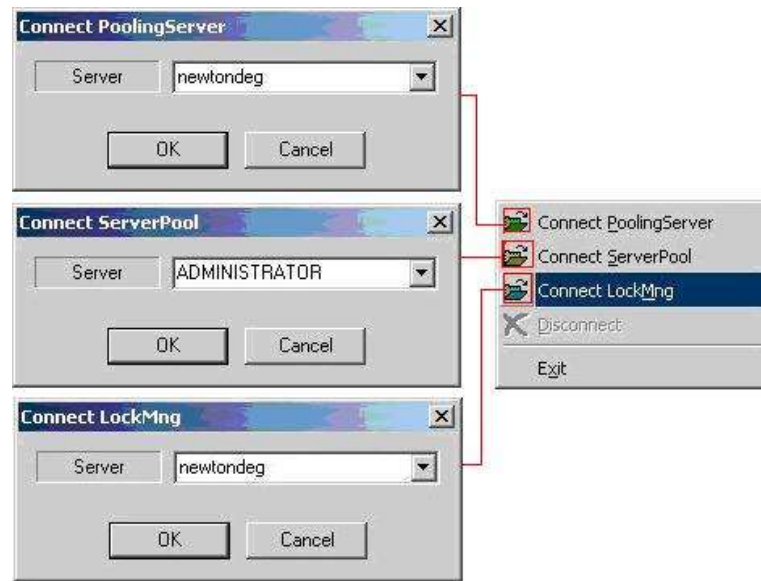 Connect PoolingServer
Server newtondeg
OK Cancel
Connect ServerPool
Server ADMINISTRATOR
OK Cancel
Connect LockMng
Server newtondeg
OK Cancel
Connect PoolingServer
Connect ServerPool
Connect LockMng
Disconnect
Exit